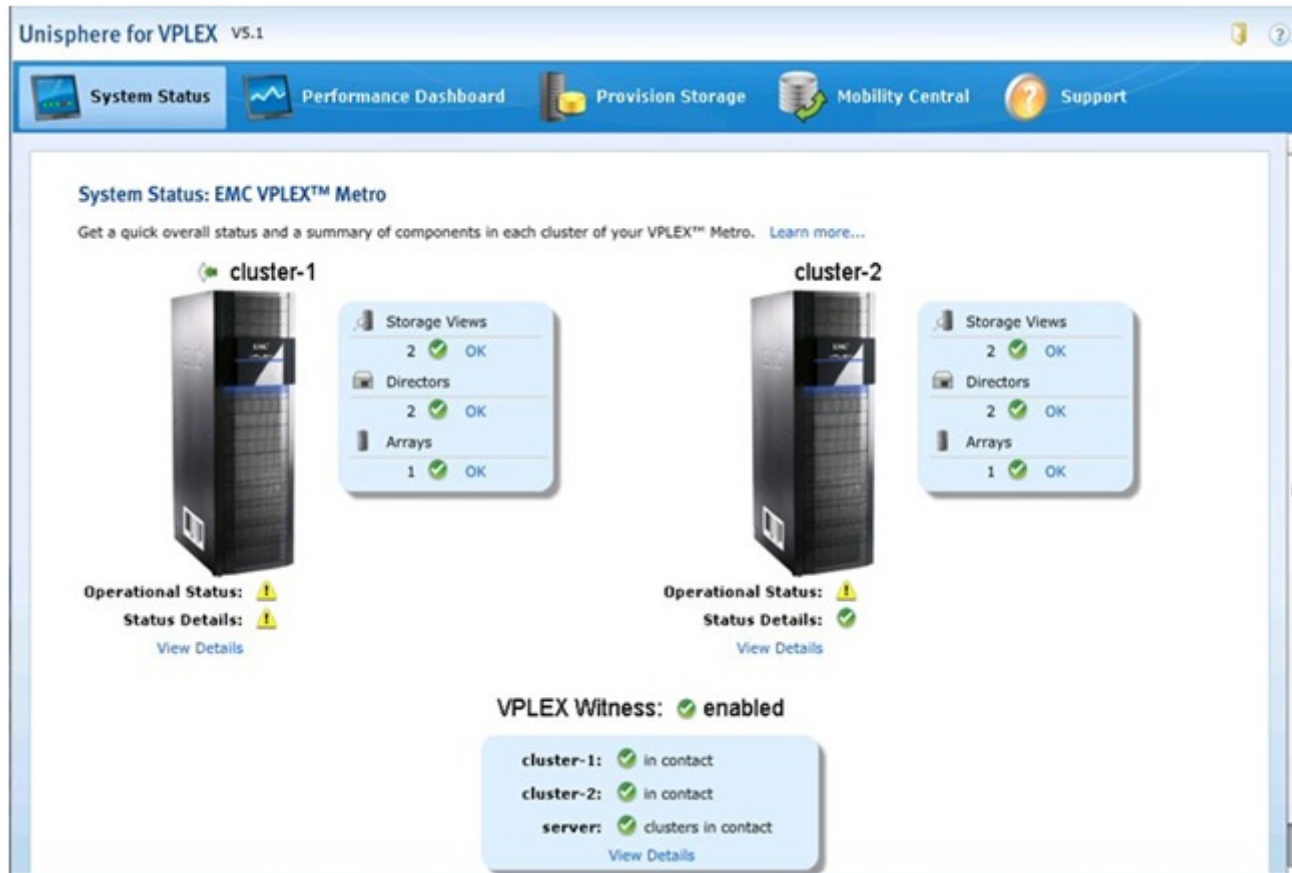 Unisphere for VPLEX V5.1
System Status
Performance Dashboard
Provision Storage
Mobility Central
Support
System Status: EMC VPLEX™ Metro
Get a quick overall status and a summary of components in each cluster of your VPLEX™ Metro. Learn more...
cluster-1
Storage Views
2 OK
Directors
2 OK
Arrays
1 OK
Operational Status:
Status Details:
View Details
cluster-2
Storage Views
2 OK
Directors
2 OK
Arrays
1 OK
Operational Status:
Status Details:
View Details
VPLEX Witness: enabled
cluster-1: in contact
cluster-2: in contact
server: clusters in contact
View Details